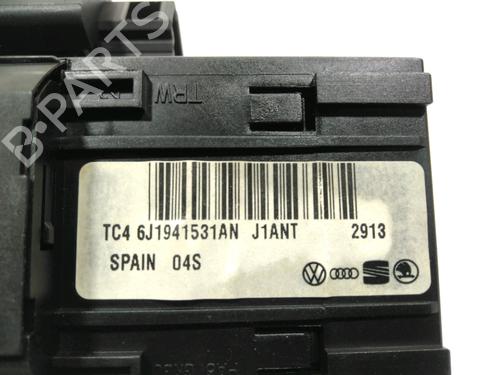 B-PARTS
TRW
TC4 6J1941531AN J1ANT 2913
SPAIN 04S